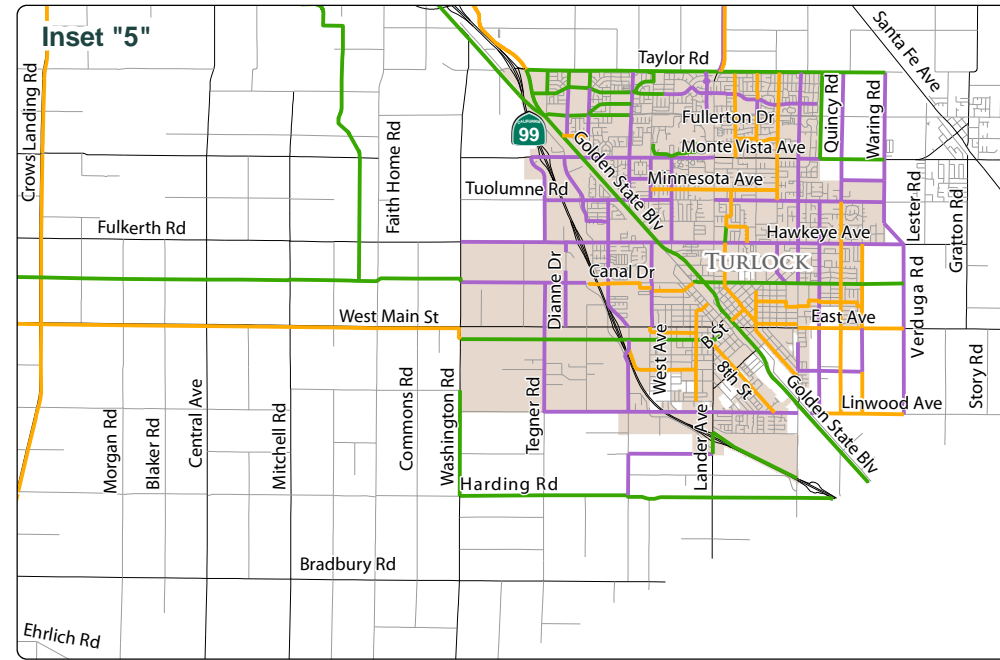 Inset "5"
Santa Fe Ave
Taylor Rd
Crows Landing Rd
Quincy Rd
Waring Rd
Fullerton Dr
CALIFORNIA
99
Faith Home Rd
Golden State Blv
Monte Vista Ave
Minnesota Ave
Tuolumne Rd
Lester Rd
Gratton Rd
Fulkerth Rd
Hawkeye Ave
TURLOCK
Canal Dr
Dianne Dr
Verduga Rd
West Main St
East Ave
B St
West Ave
Story Rd
8th St
Central Ave
Commons Rd
Washington Rd
Tegner Rd
Golden State Blv
Linwood Ave
Morgan Rd
Blaker Rd
Mitchell Rd
Lander Ave
Harding Rd
Bradbury Rd
Ehrlich Rd